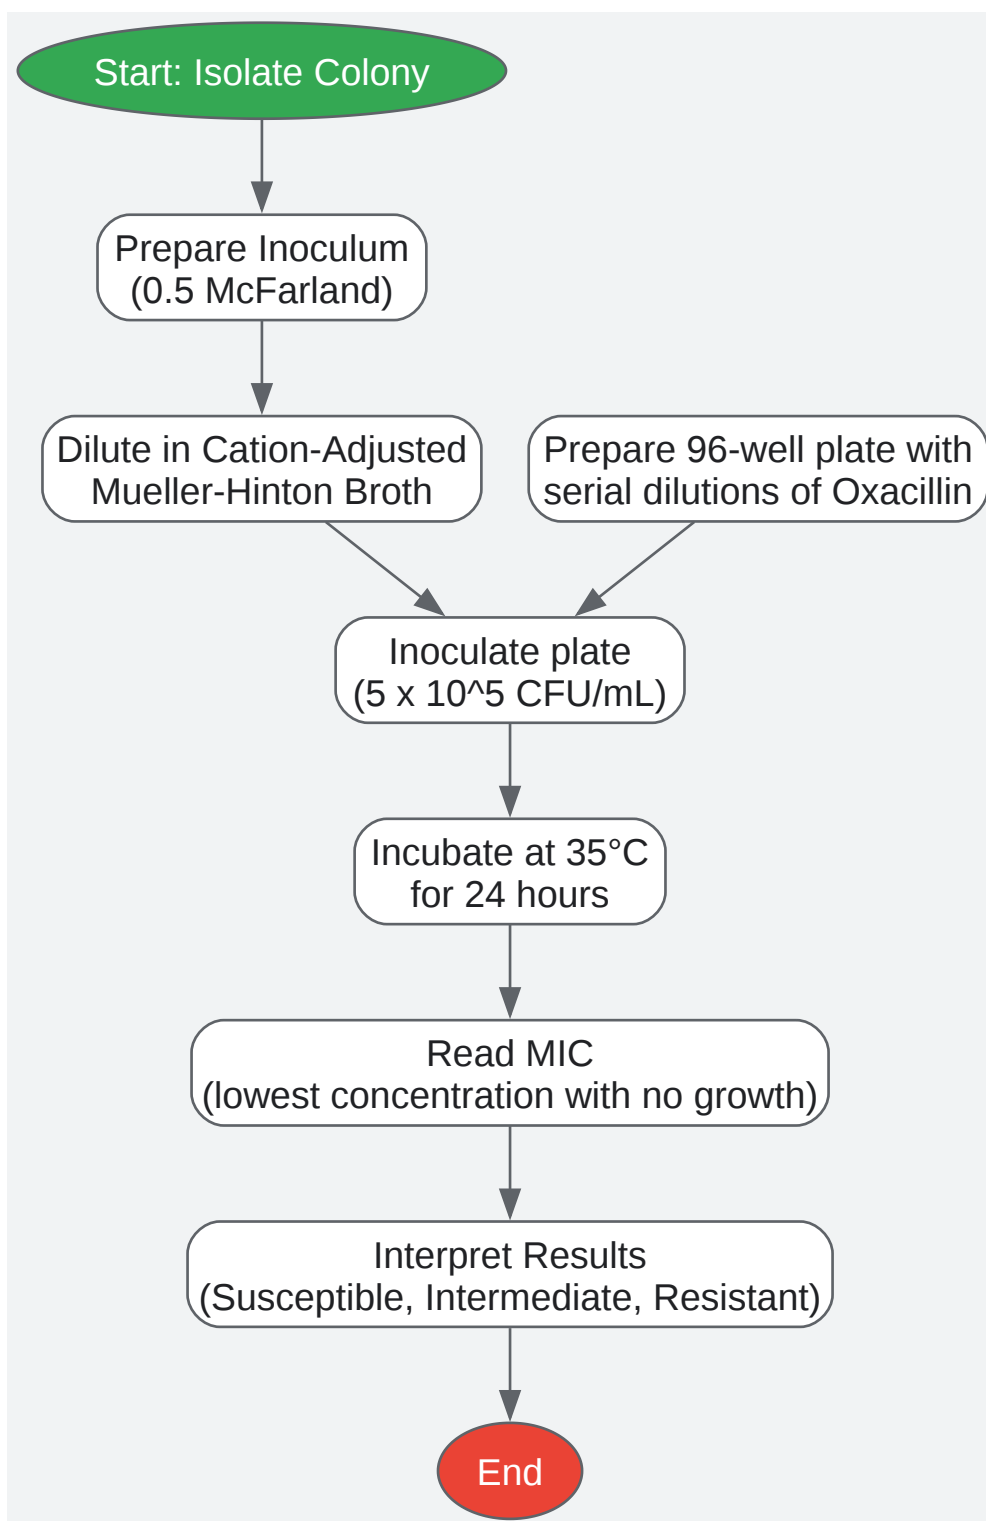 Start: Isolate Colony
Prepare Inoculum
(0.5 McFarland)
Dilute in Cation-Adjusted
Mueller-Hinton Broth
Prepare 96-well plate with
serial dilutions of Oxacillin
Inoculate plate
(5 x 10^5 CFU/mL)
Incubate at 35°C
for 24 hours
Read MIC
(lowest concentration with no growth)
Interpret Results
(Susceptible, Intermediate, Resistant)
End